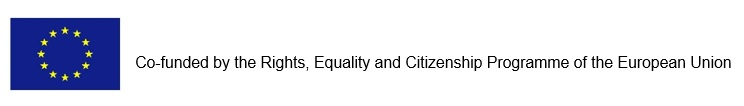 Co-funded by the Rights, Equality and Citizenship Programme of the European Union